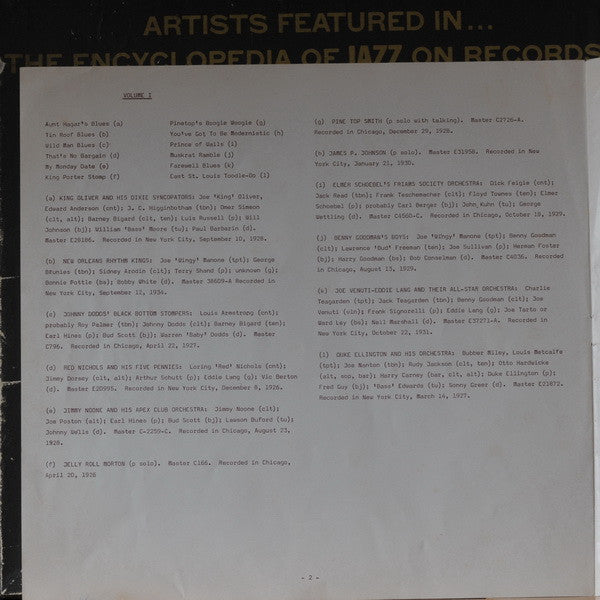 ARTISTS FEATURED IN...
THE ENCYCLOPEDIA OF JAZZ ON RECORDS
VOLUME I
Aunt Hagar's Blues (a)
Tin Roof Blues (b)
Wild Man Blues (c)
That's No Bargain (d)
My Monday Date (e)
King Porter Stomp (f)
Pinetop's Boogie Woogie (g)
You've Got To Be Modernistic (h)
Prince of Wails (i)
Muskrat Ramble (j)
Farewell Blues (k)
East St. Louis Toodle-Oo (l)
(a) KING OLIVER AND HIS DIXIE SYNCOPATORS: Joe 'King' Oliver,
Edward Anderson (cnt); J. C. Higginbotham (tbn); Omer Simeon
(clt, alt); Barney Bigard (clt, ten); Luis Russell (p); Will
Johnson (bj); William 'Bass' Moore (tu); Paul Barbarin (d).
Master E28186. Recorded in New York City, September 10, 1928.
(b) NEW ORLEANS RHYTHM KINGS: Joe 'Wingy' Manone (tpt); George
Brunies (tbn); Sidney Arodin (clt); Terry Shand (p); unknown (g);
Bonnie Pottle (ba); Bobby White (d). Master 38609-A Recorded in
New York City, September 12, 1934.
(c) JOHNNY DODDS' BLACK BOTTOM STOMPERS: Louis Armstrong (cnt);
probably Roy Palmer (tbn); Johnny Dodds (clt); Barney Bigard (ten);
Earl Hines (p); Bud Scott (bj); Warren 'Baby' Dodds (d). Master
C796. Recorded in Chicago, April 22, 1927.
(d) RED NICHOLS AND HIS FIVE PENNIES: Loring 'Red' Nichols (cnt);
Jimmy Dorsey (clt, alt); Arthur Schutt (p); Eddie Lang (g); Vic Berton
(d). Master E20995. Recorded in New York City, December 8, 1926.
(e) JIMMY NOONE AND HIS APEX CLUB ORCHESTRA: Jimmy Noone (clt);
Joe Poston (alt); Earl Hines (p); Bud Scott (bj); Lawson Buford (tu);
Johnny Wells (d). Master C-2259-C. Recorded in Chicago, August 23,
1928.
(f) JELLY ROLL MORTON (p solo). Master C166. Recorded in Chicago,
April 20, 1926
(g) PINE TOP SMITH (p solo with talking). Master C2726-A.
Recorded in Chicago, December 29, 1928.
(h) JAMES P. JOHNSON (p solo). Master E31958. Recorded in New
York City, January 21, 1930.
(i) ELMER SCHOEBEL'S FRIARS SOCIETY ORCHESTRA: Dick Feigie (cnt);
Jack Read (tbn); Frank Teschemacher (clt); Floyd Townes (ten); Elmer
Schoebel (p); probably Carl Berger (bj); John Kuhn (tu); George
Wettling (d). Master C4560-C. Recorded in Chicago, October 18, 1929.
(j) BENNY GOODMAN'S BOYS: 'Wingy' Manone (tpt); Benny Goodman
(clt); Lawrence 'Bud' Freeman (ten); Joe Sullivan (p); Herman Foster
(bj); Harry Goodman (ba); Bob Conselman (d). Master C4036. Recorded
in Chicago, August 13, 1929.
(k) JOE VENUTI-EDDIE LANG AND THEIR ALL-STAR ORCHESTRA: Charlie
Teagarden (tpt); Jack Teagarden (tbn); Benny Goodman (clt); Joe
Venuti (vin); Frank Signorelli (p); Eddie Lang (g); Joe Tarto or
Ward Ley (ba); Neil Marshall (d). Master E37271-A. Recorded in New
York City, October 22, 1931.
(l) DUKE ELLINGTON AND HIS ORCHESTRA: Bubber Miley, Louis Metcalfe
(tpt); Joe Nanton (tbn); Rudy Jackson (clt, ten); Otto Hardwicke
(alt, sop, bar); Harry Carney (bar, clt, alt); Duke Ellington (p);
Fred Guy (bj); 'Bass' Edwards (tu); Sonny Greer (d). Master E21872.
Recorded in New York City, March 14, 1927.
- 2 -